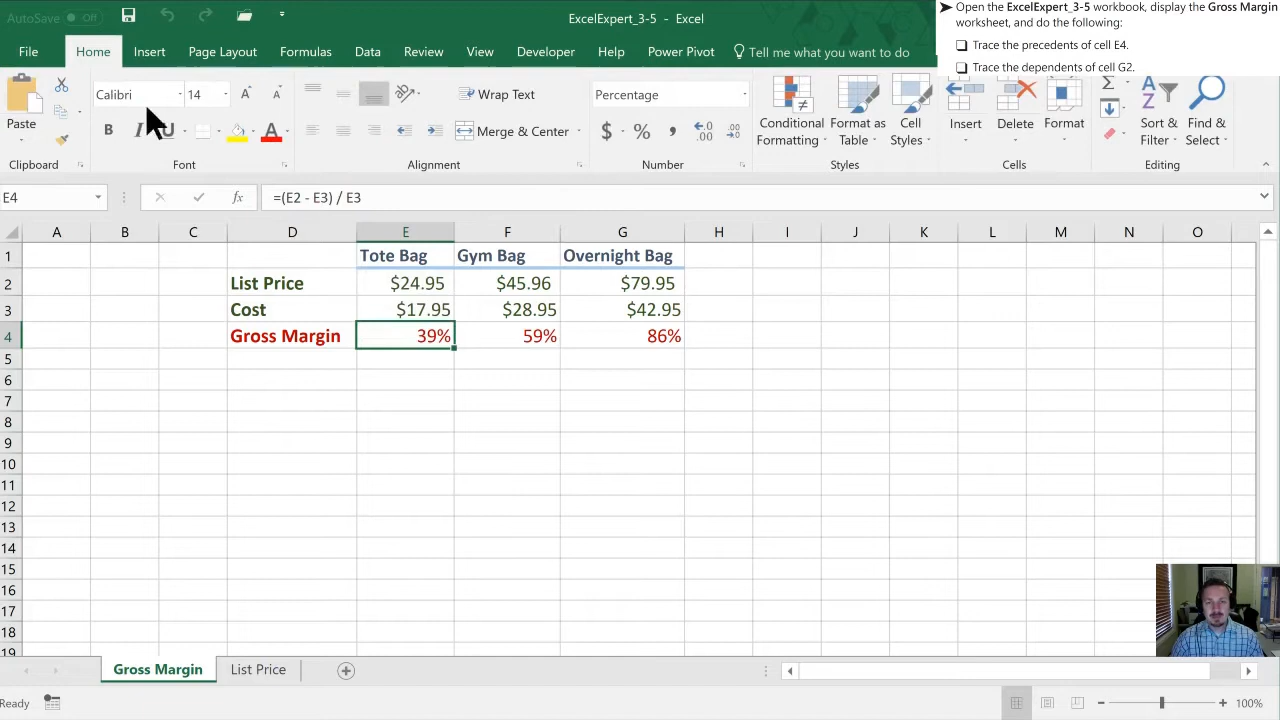 AutoSave Off
ExcelExpert_3-5 - Excel
Open the ExcelExpert_3-5 workbook, display the Gross Margin
worksheet, and do the following:
Trace the precedents of cell E4.
Trace the dependents of cell G2.
File Home Insert Page Layout Formulas Data Review View Developer Help Power Pivot Tell me what you want to do
Calibri 14 Wrap Text Percentage
Paste B I U A Merge & Center $ % , Conditional Formatting Format as Table Cell Styles Insert Delete Format Sort & Filter Find & Select
Clipboard Font Alignment Number Styles Cells Editing
E4 fx =(E2 - E3) / E3
A B C D E F G H I J K L M N O
1 Tote Bag Gym Bag Overnight Bag
2 List Price $24.95 $45.96 $79.95
3 Cost $17.95 $28.95 $42.95
4 Gross Margin 39% 59% 86%
5
6
7
8
9
10
11
12
13
14
15
16
17
18
19
Gross Margin List Price
Ready 100%